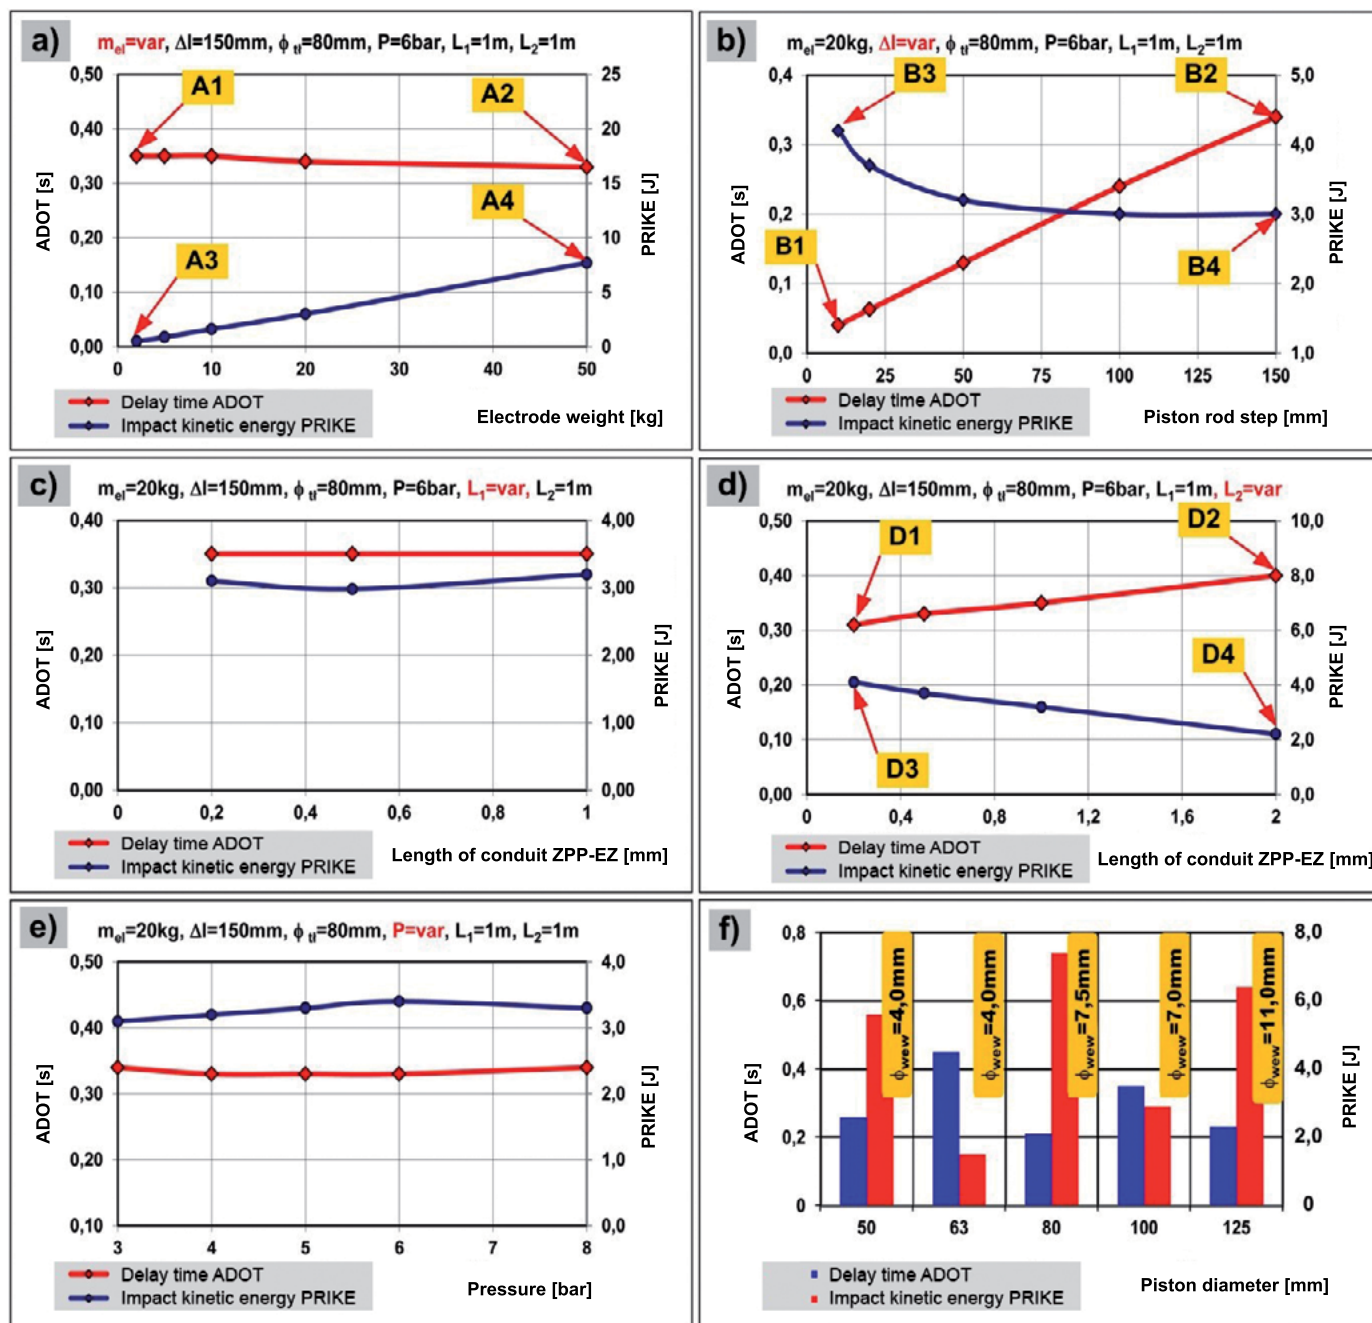 a)
m_el=var, Δl=150mm, ϕ_tł=80mm, P=6bar, L₁=1m, L₂=1m
0,50
0,40
0,30
0,20
0,10
0,00
ADOT [s]
25
20
15
10
5
0
PRIKE [J]
A1
A2
A3
A4
0 10 20 30 40 50
Delay time ADOT
Impact kinetic energy PRIKE
Electrode weight [kg]
b)
m_el=20kg, Δl=var, ϕ_tł=80mm, P=6bar, L₁=1m, L₂=1m
0,4
0,3
0,2
0,1
0,0
ADOT [s]
5,0
4,0
3,0
2,0
1,0
PRIKE [J]
B3
B2
B1
B4
0 25 50 75 100 125 150
Delay time ADOT
Impact kinetic energy PRIKE
Piston rod step [mm]
c)
m_el=20kg, Δl=150mm, ϕ_tł=80mm, P=6bar, L₁=var, L₂=1m
0,40
0,30
0,20
0,10
0,00
ADOT [s]
4,00
3,00
2,00
1,00
0,00
PRIKE [J]
0 0,2 0,4 0,6 0,8 1
Delay time ADOT
Impact kinetic energy PRIKE
Length of conduit ZPP-EZ [mm]
d)
m_el=20kg, Δl=150mm, ϕ_tł=80mm, P=6bar, L₁=1m, L₂=var
0,50
0,40
0,30
0,20
0,10
0,00
ADOT [s]
10,0
8,0
6,0
4,0
2,0
0,0
PRIKE [J]
D1
D2
D3
D4
0 0,4 0,8 1,2 1,6 2
Delay time ADOT
Impact kinetic energy PRIKE
Length of conduit ZPP-EZ [mm]
e)
m_el=20kg, Δl=150mm, ϕ_tł=80mm, P=var, L₁=1m, L₂=1m
0,50
0,40
0,30
0,20
0,10
ADOT [s]
4,0
3,0
2,0
1,0
0,0
PRIKE [J]
3 4 5 6 7 8
Delay time ADOT
Impact kinetic energy PRIKE
Pressure [bar]
f)
0,8
0,6
0,4
0,2
0
ADOT [s]
8,0
6,0
4,0
2,0
0
PRIKE [J]
ϕ_wew=4,0mm
ϕ_wew=4,0mm
ϕ_wew=7,5mm
ϕ_wew=7,0mm
ϕ_wew=11,0mm
50 63 80 100 125
Delay time ADOT
Impact kinetic energy PRIKE
Piston diameter [mm]